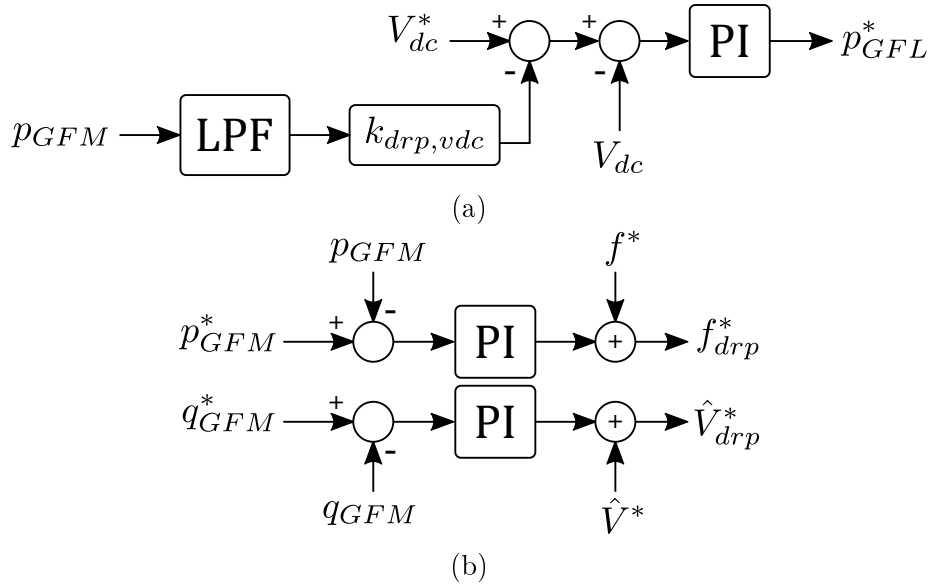 V*dc + + PI p*GFL
- -
pGFM LPF kdrp,vdc Vdc
(a)
pGFM f*
-
p*GFM + PI + f*drp
q*GFM + PI + V̂*drp
-
qGFM V̂*
(b)